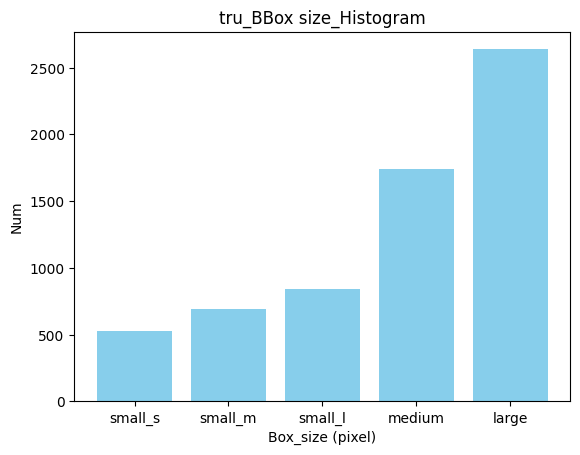 tru_BBox size_Histogram
2500
2000
1500
1000
500
0
Num
small_s small_m small_l medium large
Box_size (pixel)